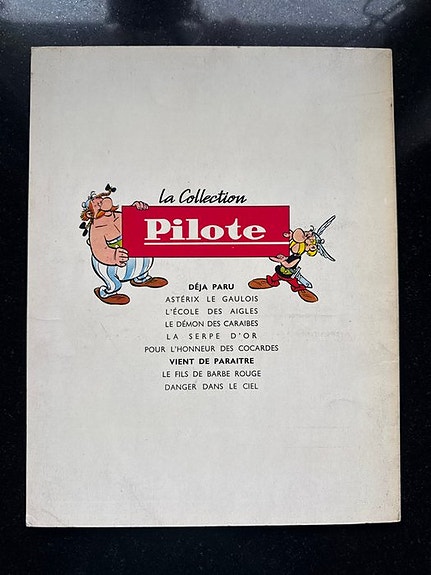 la Collection
Pilote
DÉJA PARU
ASTÉRIX LE GAULOIS
L'ÉCOLE DES AIGLES
LE DÉMON DES CARAIBES
LA SERPE D'OR
POUR L'HONNEUR DES COCARDES
VIENT DE PARAITRE
LE FILS DE BARBE ROUGE
DANGER DANS LE CIEL